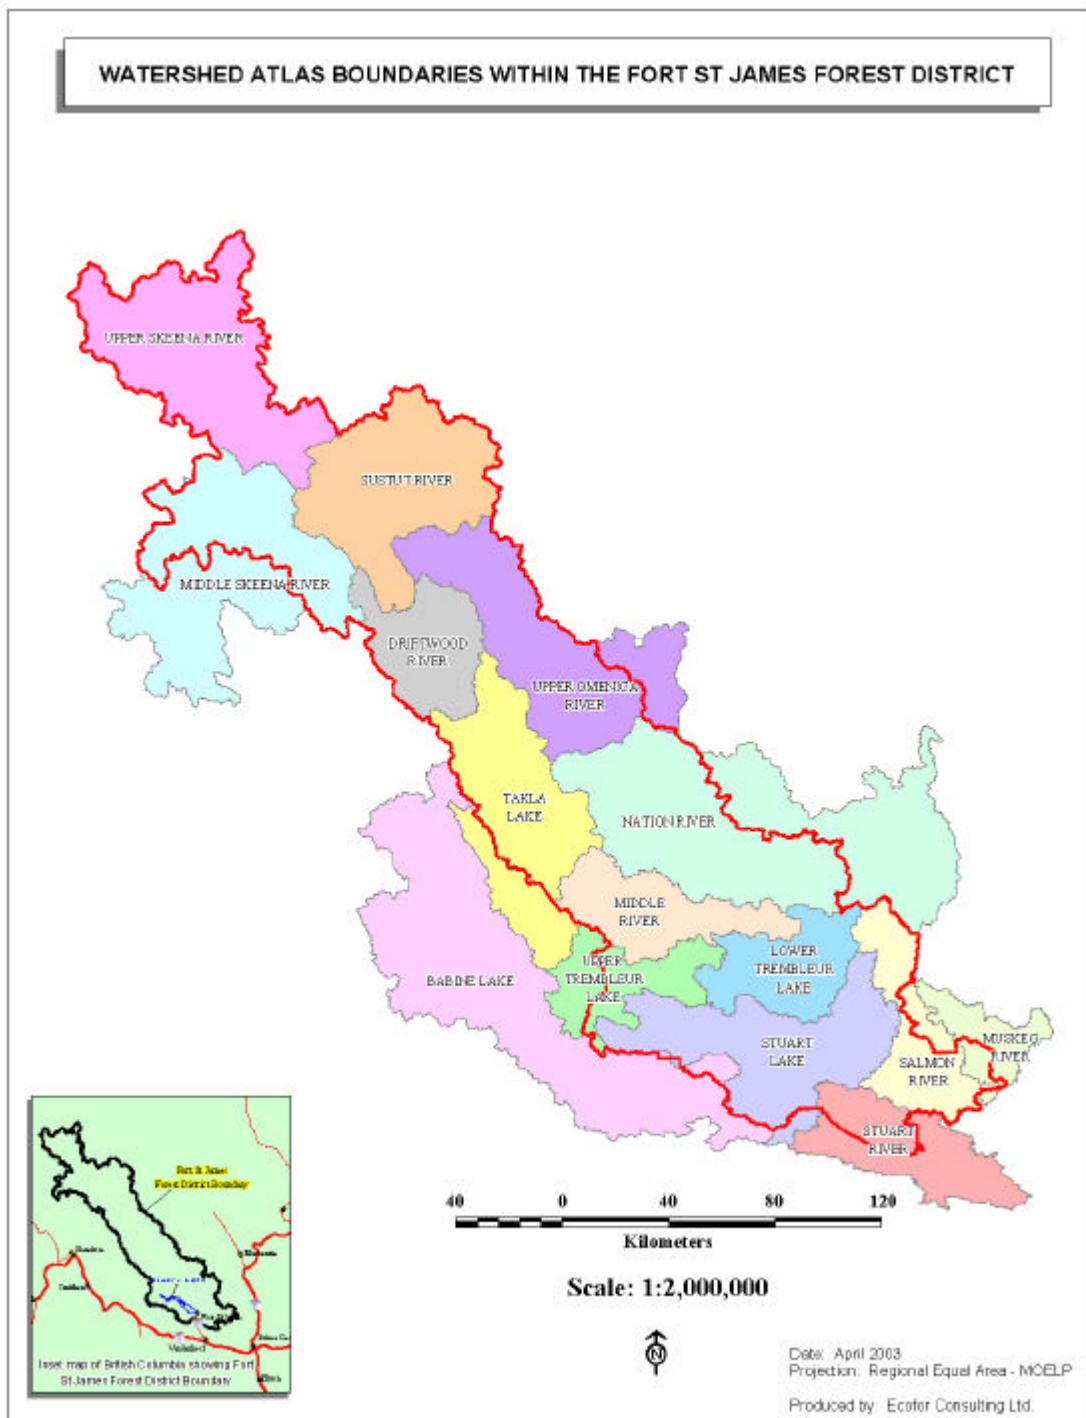 WATERSHED ATLAS BOUNDARIES WITHIN THE FORT ST JAMES FOREST DISTRICT
UPPER SKEENA RIVER
SUSTUT RIVER
MIDDLE SKEENA RIVER
DRIFTWOOD
RIVER
UPPER OMENICA
RIVER
TAKLA
LAKE
NATION RIVER
MIDDLE
RIVER
BABINE LAKE
UPPER
TREMBLEUR
LAKE
LOWER
TREMBLEUR
LAKE
STUART
LAKE
MUSKEG
RIVER
SALMON
RIVER
STUART
RIVER
40 0 40 80 120
Kilometers
Scale: 1:2,000,000
N
Fort St James
Forest District Boundary
Inset map of British Columbia showing Fort
St James Forest District Boundary
Date: April 2003
Projection: Regional Equal Area - MOELP
Produced by: Ecofor Consulting Ltd.